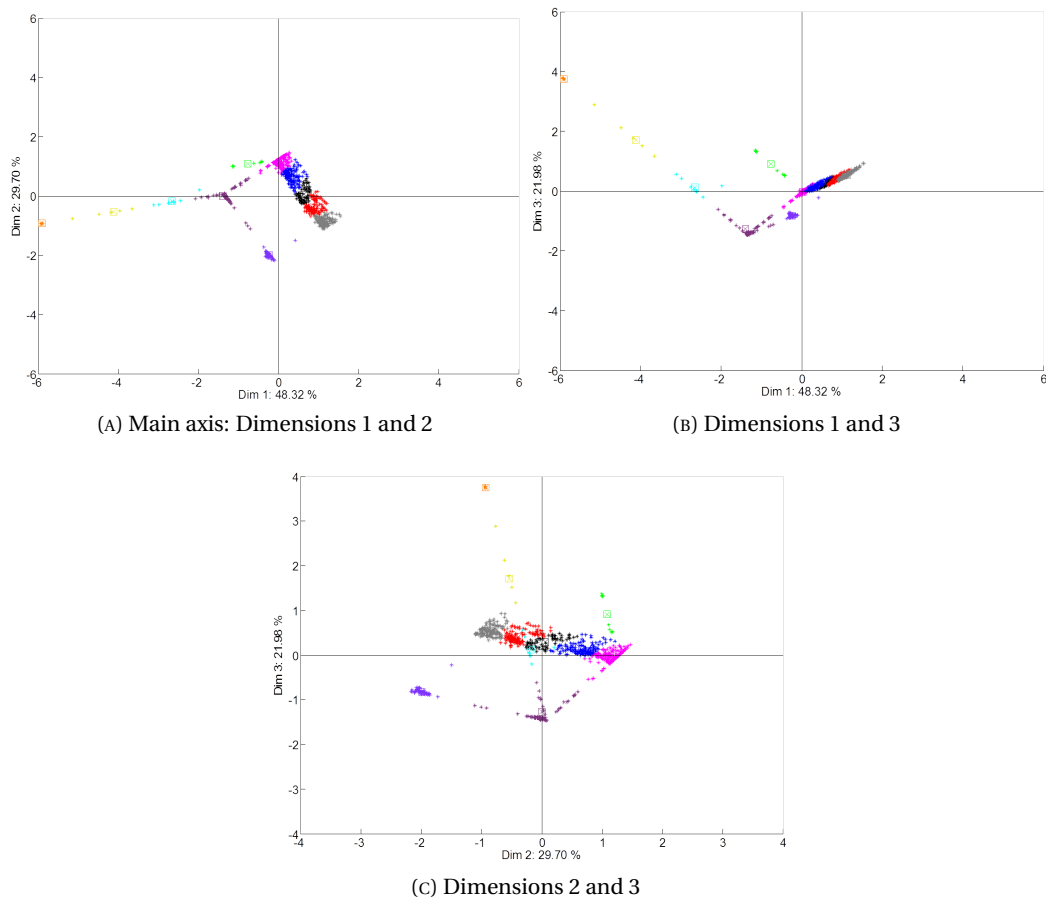 6
4
2
0
-2
-4
-6
Dim 2: 29.70 %
-6 -4 -2 0 2 4 6
Dim 1: 48.32 %
(A) Main axis: Dimensions 1 and 2
6
4
2
0
-2
-4
-6
Dim 3: 21.98 %
-6 -4 -2 0 2 4 6
Dim 1: 48.32 %
(B) Dimensions 1 and 3
4
3
2
1
0
-1
-2
-3
-4
Dim 3: 21.98 %
-4 -3 -2 -1 0 1 2 3 4
Dim 2: 29.70 %
(C) Dimensions 2 and 3